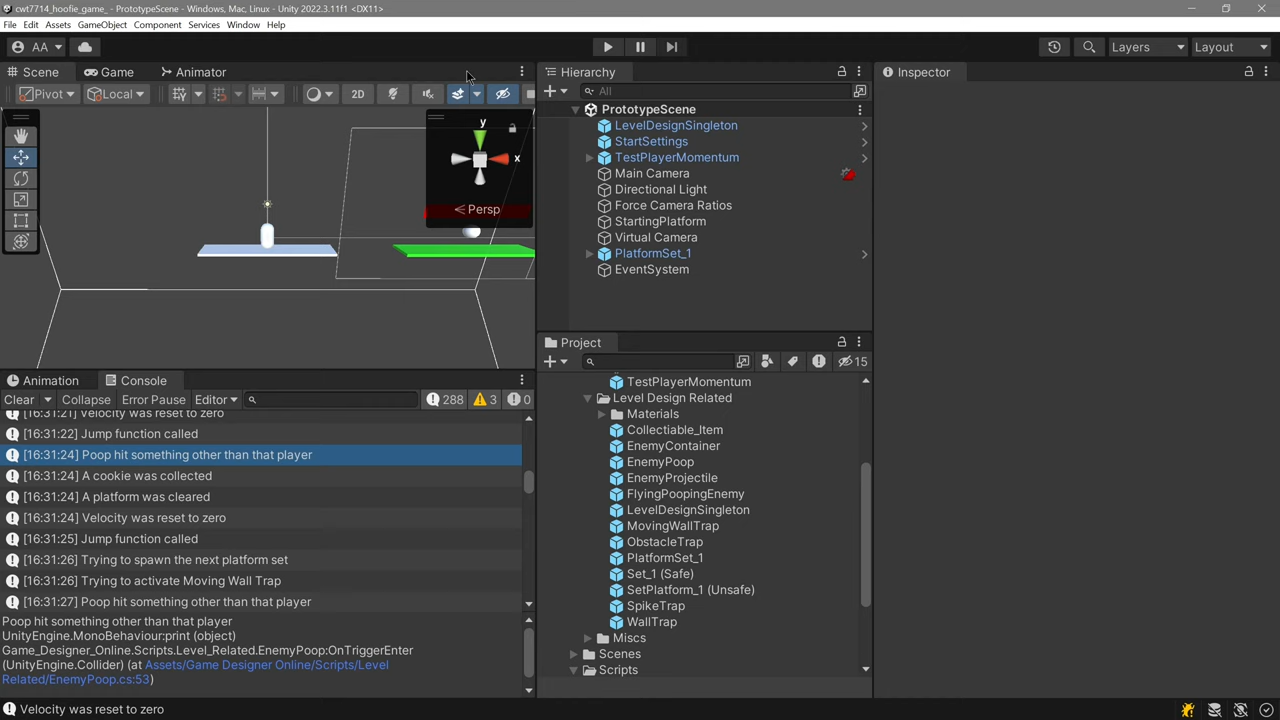 cwt7714_hoofie_game_ - PrototypeScene - Windows, Mac, Linux - Unity 2022.3.11f1 <DX11>
File Edit Assets GameObject Component Services Window Help
AA
Layers Layout
Scene Game Animator
Pivot Local 2D
y
x
Persp
Hierarchy
All
PrototypeScene
LevelDesignSingleton
StartSettings
TestPlayerMomentum
Main Camera
Directional Light
Force Camera Ratios
StartingPlatform
Virtual Camera
PlatformSet_1
EventSystem
Inspector
Project
15
TestPlayerMomentum
Level Design Related
Materials
Collectiable_Item
EnemyContainer
EnemyPoop
EnemyProjectile
FlyingPoopingEnemy
LevelDesignSingleton
MovingWallTrap
ObstacleTrap
PlatformSet_1
Set_1 (Safe)
SetPlatform_1 (Unsafe)
SpikeTrap
WallTrap
Miscs
Scenes
Scripts
Animation Console
Clear Collapse Error Pause Editor 288 3 0
[16:31:21] Velocity was reset to zero
[16:31:22] Jump function called
[16:31:24] Poop hit something other than that player
[16:31:24] A cookie was collected
[16:31:24] A platform was cleared
[16:31:24] Velocity was reset to zero
[16:31:25] Jump function called
[16:31:26] Trying to spawn the next platform set
[16:31:26] Trying to activate Moving Wall Trap
[16:31:27] Poop hit something other than that player
Poop hit something other than that player
UnityEngine.MonoBehaviour:print (object)
Game_Designer_Online.Scripts.Level_Related.EnemyPoop:OnTriggerEnter
(UnityEngine.Collider) (at Assets/Game Designer Online/Scripts/Level
Related/EnemyPoop.cs:53)
Velocity was reset to zero